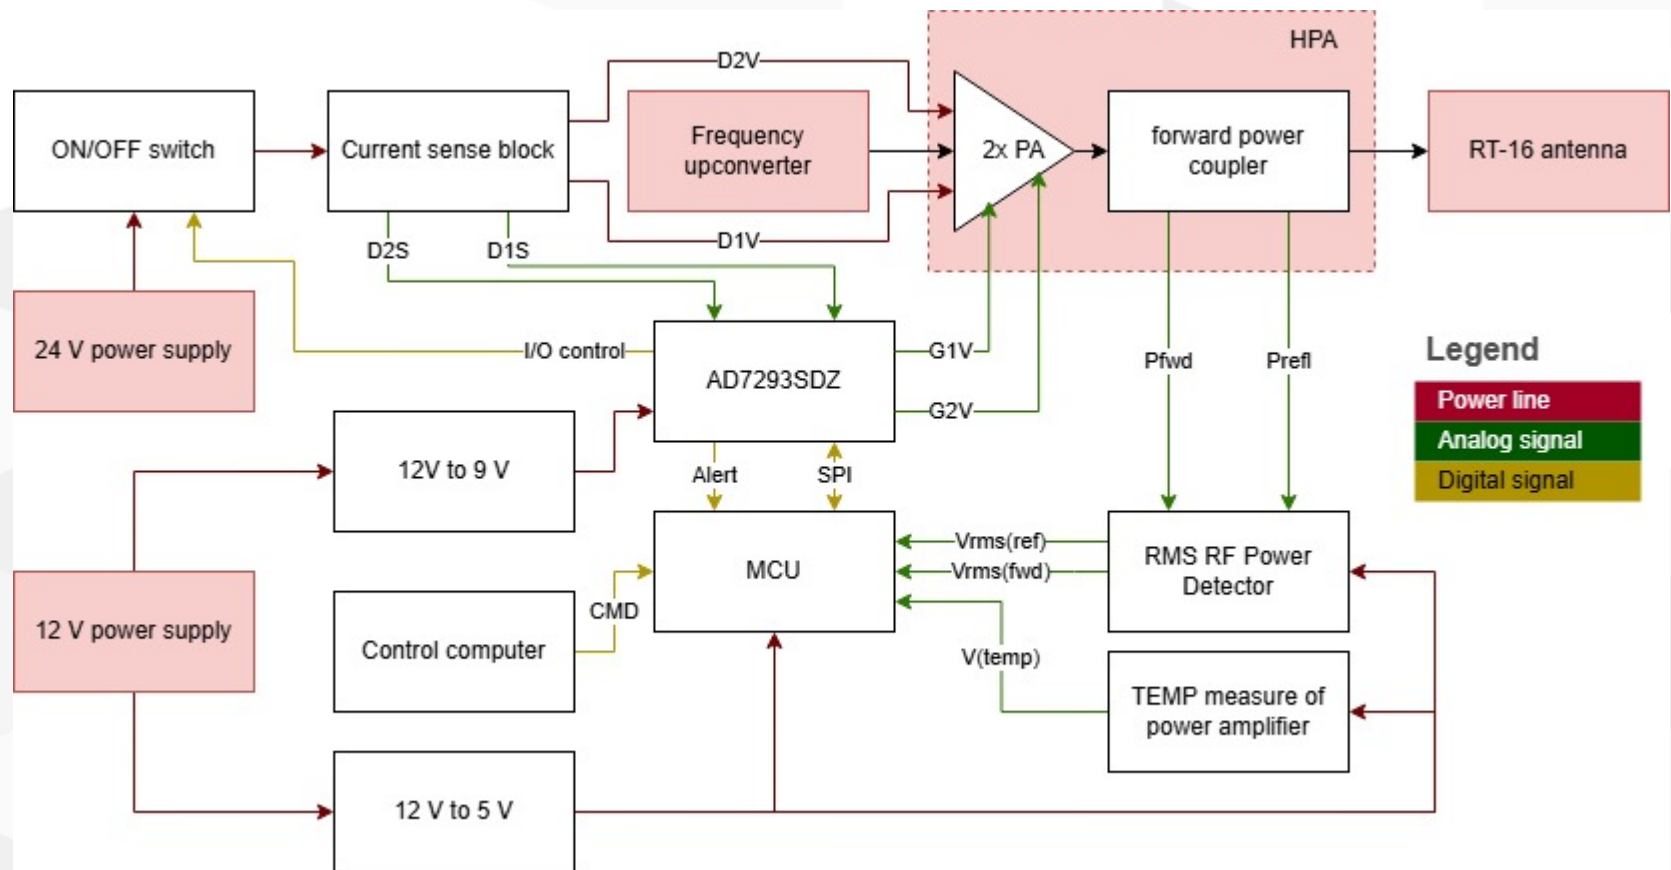 HPA
D2V
ON/OFF switch
Current sense block
Frequency
upconverter
2x PA
forward power
coupler
RT-16 antenna
D2S
D1S
D1V
24 V power supply
I/O control
AD7293SDZ
G1V
G2V
Pfwd
Prefl
Legend
Power line
Analog signal
Digital signal
12V to 9 V
Alert
SPI
12 V power supply
Control computer
CMD
MCU
Vrms(ref)
Vrms(fwd)
V(temp)
RMS RF Power
Detector
TEMP measure of
power amplifier
12 V to 5 V